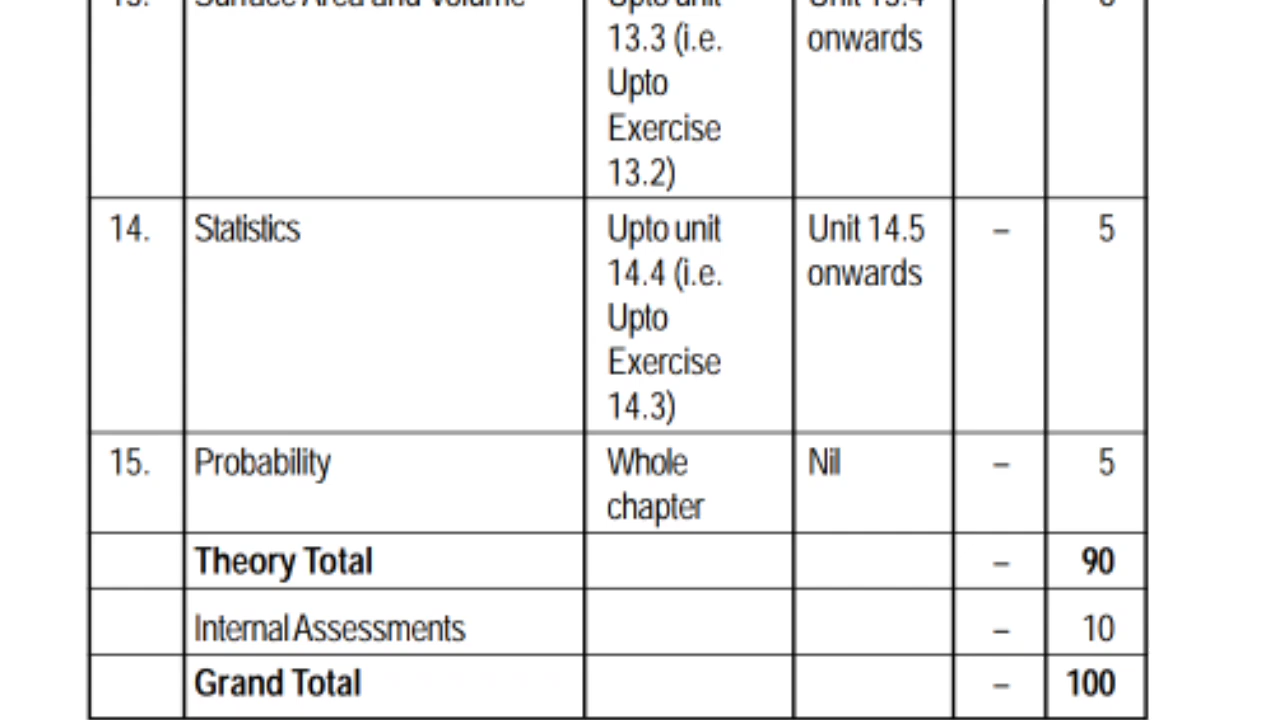 13. Surface Area and Volume Upto unit Unit 13.4
13.3 (i.e. onwards
Upto
Exercise
13.2)
14. Statistics Upto unit Unit 14.5 – 5
14.4 (i.e. onwards
Upto
Exercise
14.3)
15. Probability Whole Nil – 5
chapter
Theory Total – 90
Internal Assessments – 10
Grand Total – 100